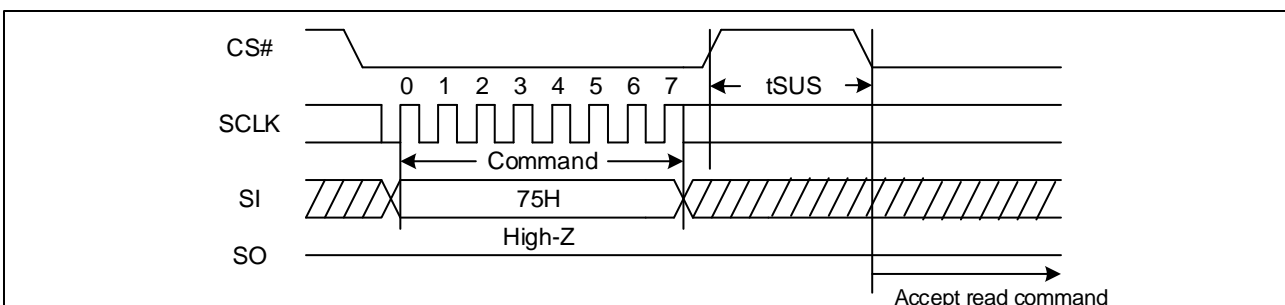 CS#
0 1 2 3 4 5 6 7
tSUS
SCLK
Command
SI
75H
High-Z
SO
Accept read command